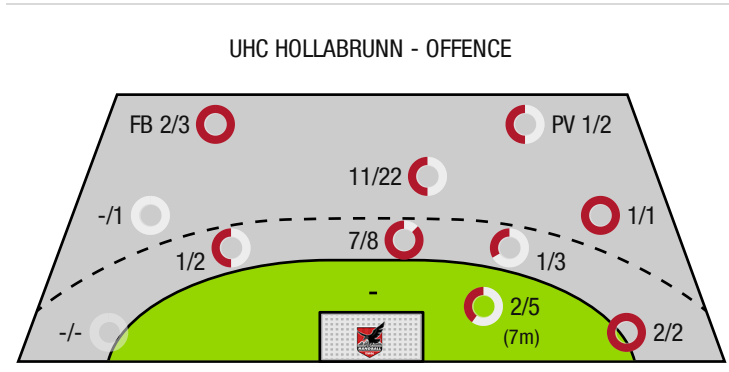 UHC HOLLABRUNN - OFFENCE
FB 2/3
PV 1/2
11/22
-/1
1/1
7/8
1/2
1/3
-
2/5
(7m)
-/-
2/2
HANDBALL